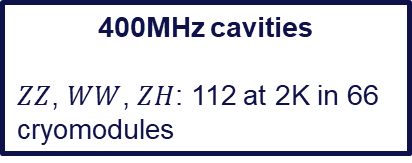 400MHz cavities
ZZ, WW, ZH: 112 at 2K in 66
cryomodules